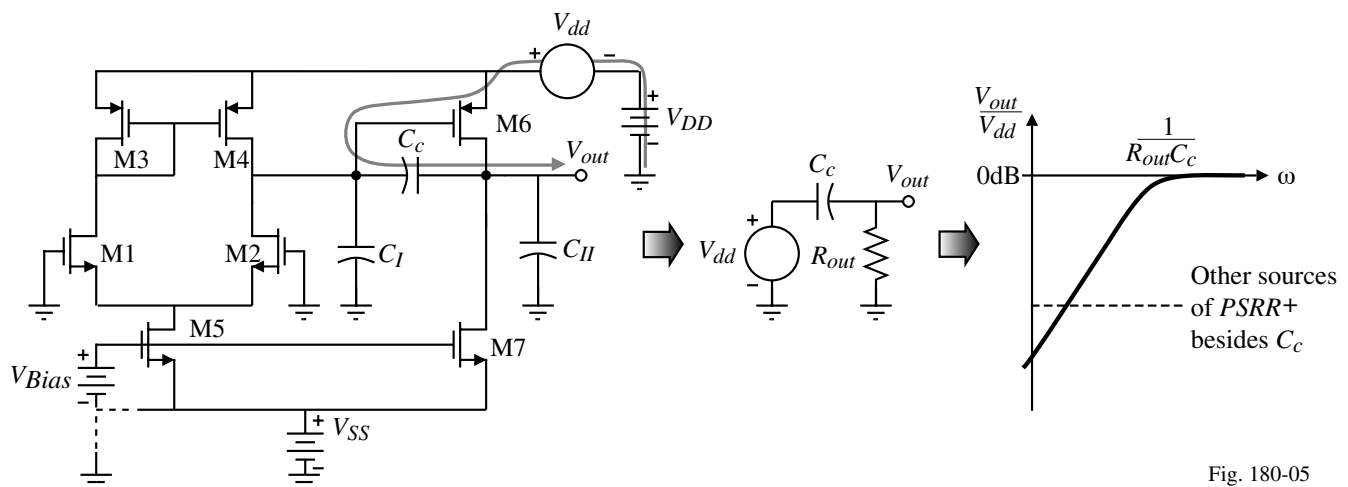 Vdd
+
−
M3
M4
Cc
M6
Vout
+
VDD
−
M1
M2
CI
CII
M5
M7
+
VBias
−
+
VSS
−
Cc
Vout
+
Vdd
−
Rout
Vout
Vdd
1
RoutCc
0dB
ω
Other sources
of PSRR+
besides Cc
Fig. 180-05